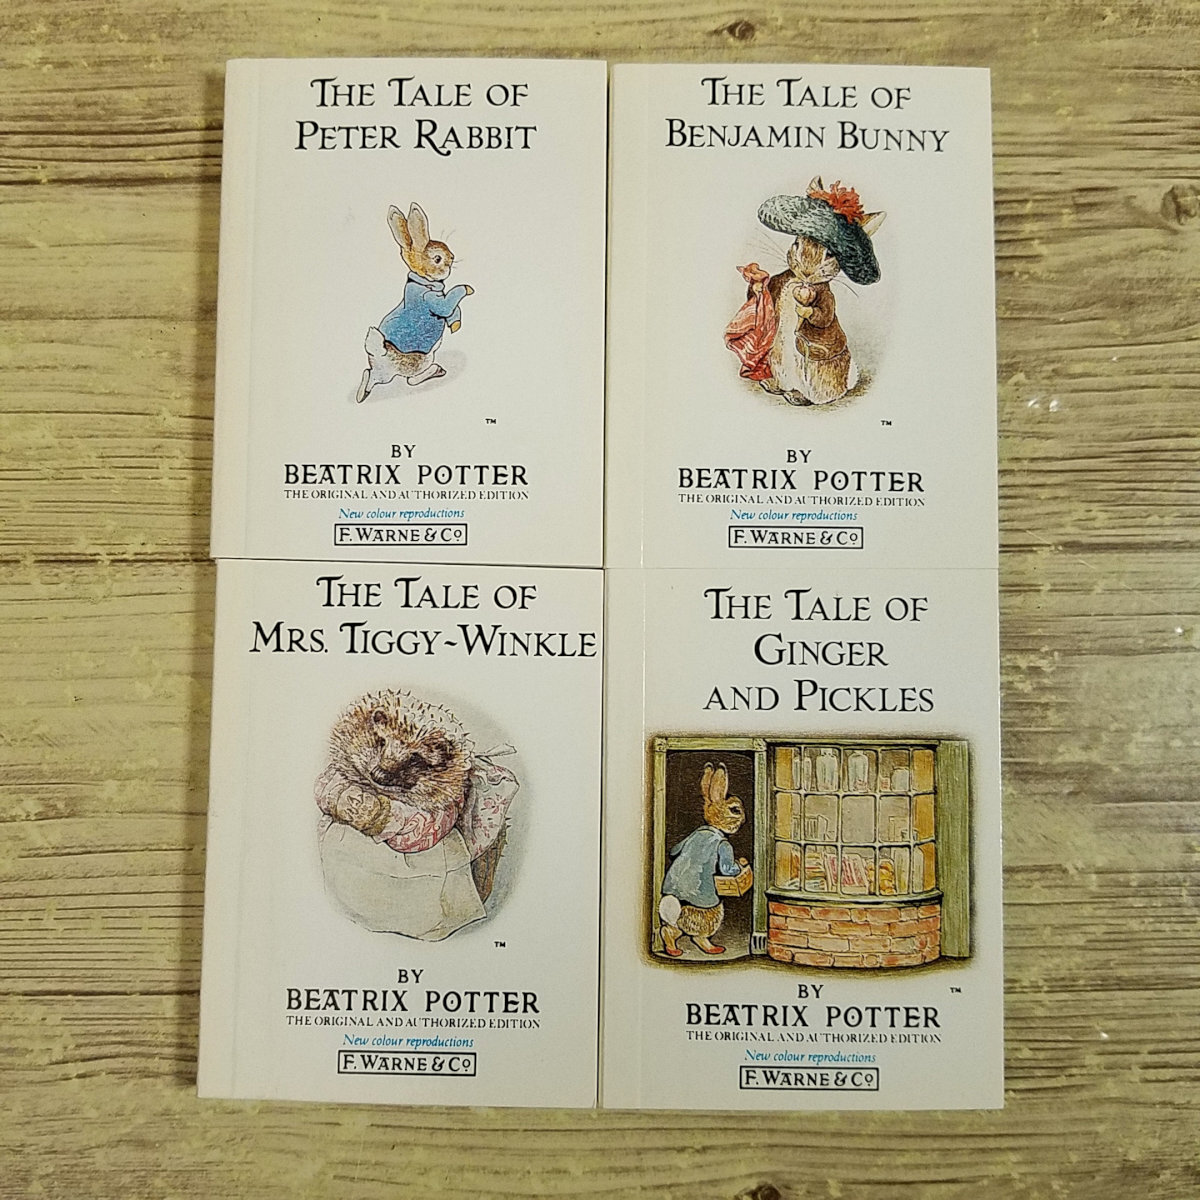 THE TALE OF
PETER RABBIT
™
BY
BEATRIX POTTER
THE ORIGINAL AND AUTHORIZED EDITION
New colour reproductions
F. WARNE & Co
THE TALE OF
BENJAMIN BUNNY
™
BY
BEATRIX POTTER
THE ORIGINAL AND AUTHORIZED EDITION
New colour reproductions
F. WARNE & Co
THE TALE OF
MRS. TIGGY-WINKLE
™
BY
BEATRIX POTTER
THE ORIGINAL AND AUTHORIZED EDITION
New colour reproductions
F. WARNE & Co
THE TALE OF
GINGER
AND PICKLES
™
BY
BEATRIX POTTER
THE ORIGINAL AND AUTHORIZED EDITION
New colour reproductions
F. WARNE & Co